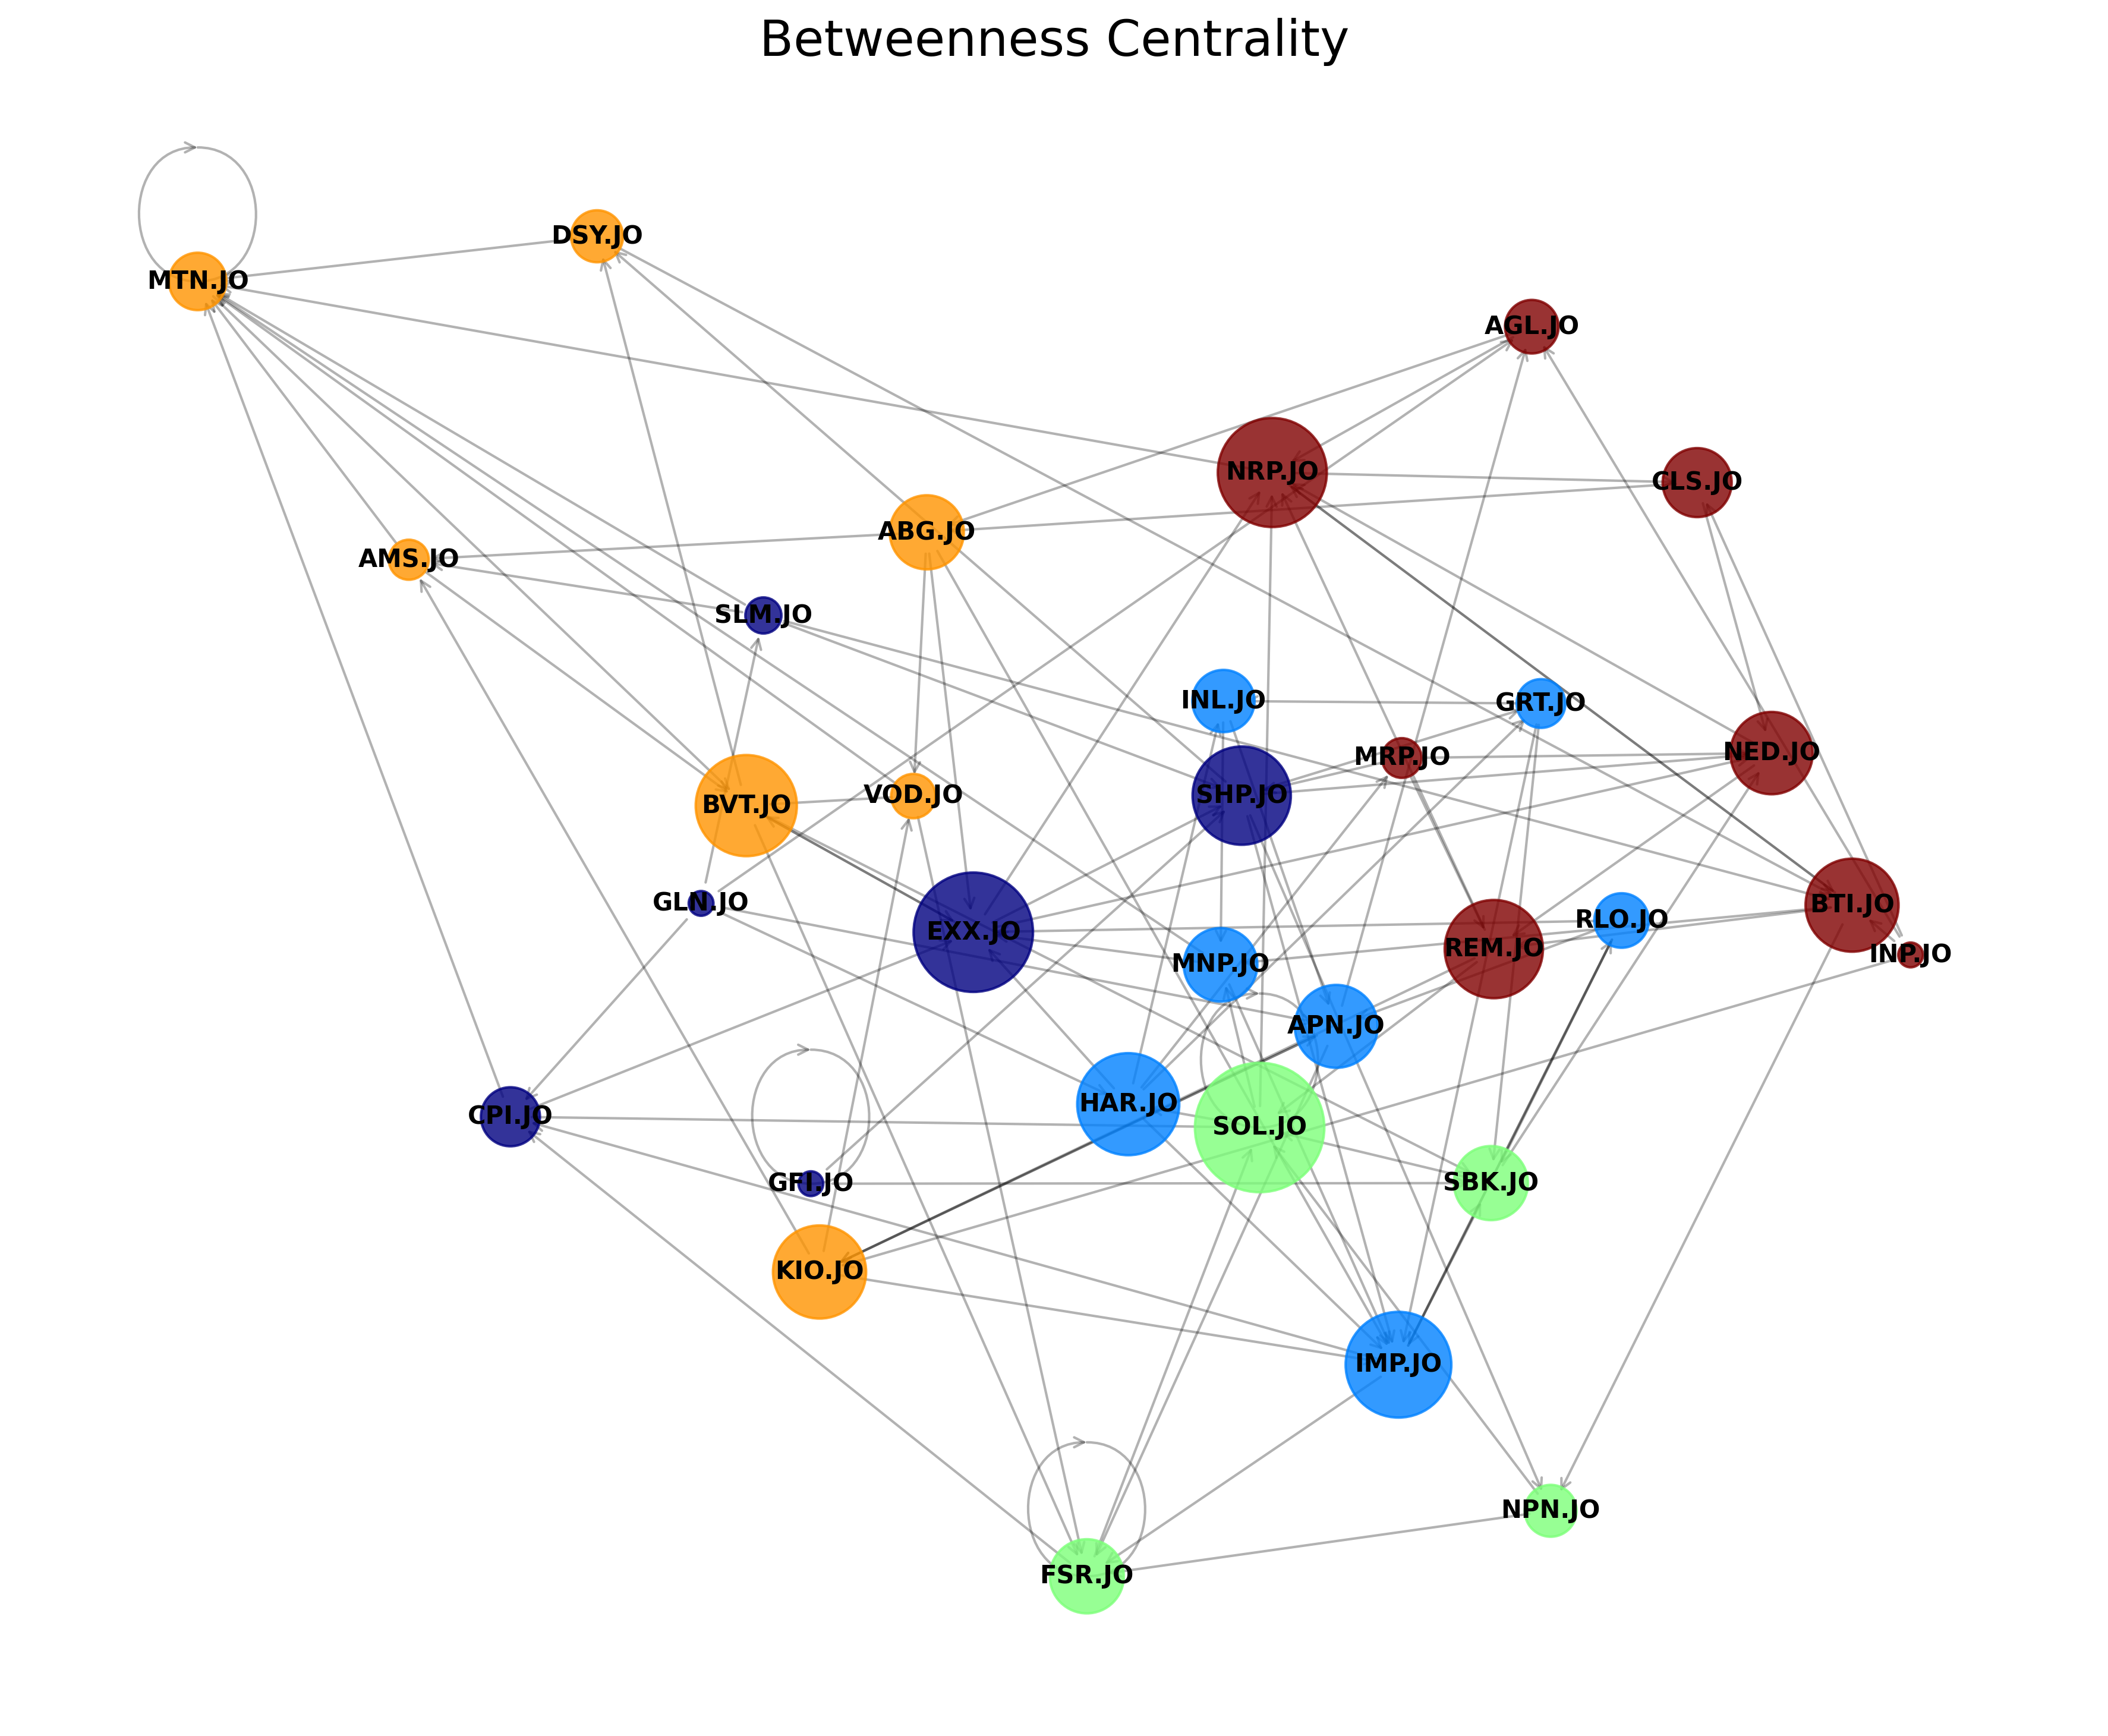 Betweenness Centrality
DSY.JO
MTN.JO
AGL.JO
NRP.JO
CLS.JO
ABG.JO
AMS.JO
SLM.JO
INL.JO
GRT.JO
MRP.JO
NED.JO
BVT.JO
VOD.JO
SHP.JO
GLN.JO
BTI.JO
RLO.JO
EXX.JO
REM.JO
INP.JO
MNP.JO
APN.JO
HAR.JO
CPI.JO
SOL.JO
GFI.JO
SBK.JO
KIO.JO
IMP.JO
NPN.JO
FSR.JO